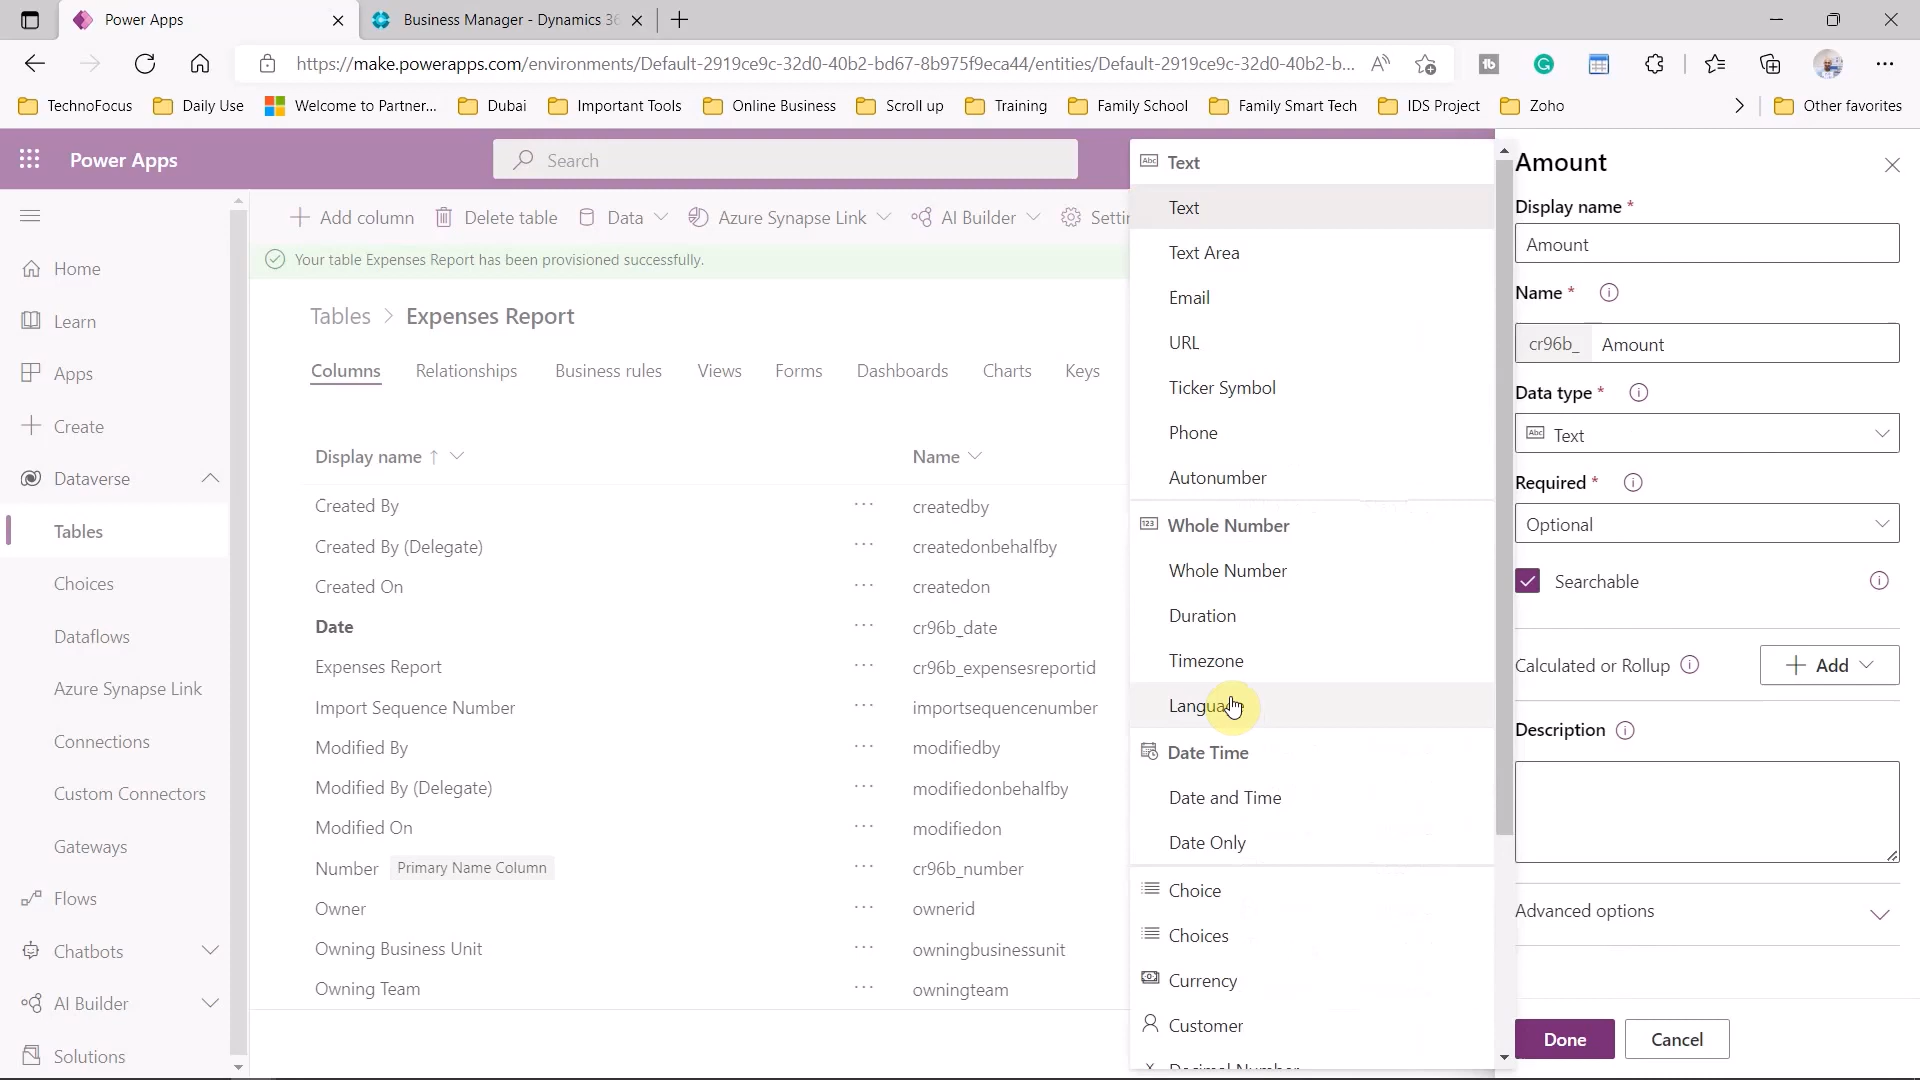 Power Apps
Business Manager - Dynamics 36
https://make.powerapps.com/environments/Default-2919ce9c-32d0-40b2-bd67-8b975f9eca44/entities/Default-2919ce9c-32d0-40b2-b...
TechnoFocus
Daily Use
Welcome to Partner...
Dubai
Important Tools
Online Business
Scroll up
Training
Family School
Family Smart Tech
IDS Project
Zoho
Other favorites
Power Apps
Search
Home
Learn
Apps
Create
Dataverse
Tables
Choices
Dataflows
Azure Synapse Link
Connections
Custom Connectors
Gateways
Flows
Chatbots
AI Builder
Solutions
Add column
Delete table
Data
Azure Synapse Link
AI Builder
Settin
Your table Expenses Report has been provisioned successfully.
Tables > Expenses Report
Columns
Relationships
Business rules
Views
Forms
Dashboards
Charts
Keys
Display name ↑
Name
Created By ... createdby
Created By (Delegate) ... createdonbehalfby
Created On ... createdon
Date ... cr96b_date
Expenses Report ... cr96b_expensesreportid
Import Sequence Number ... importsequencenumber
Modified By ... modifiedby
Modified By (Delegate) ... modifiedonbehalfby
Modified On ... modifiedon
Number Primary Name Column ... cr96b_number
Owner ... ownerid
Owning Business Unit ... owningbusinessunit
Owning Team ... owningteam
Abc Text
Text
Text Area
Email
URL
Ticker Symbol
Phone
Autonumber
123 Whole Number
Whole Number
Duration
Timezone
Language
Date Time
Date and Time
Date Only
Choice
Choices
Currency
Customer
Decimal Number
Amount
Display name *
Amount
Name *
cr96b_ Amount
Data type *
Abc Text
Required *
Optional
Searchable
Calculated or Rollup
Add
Description
Advanced options
Done
Cancel